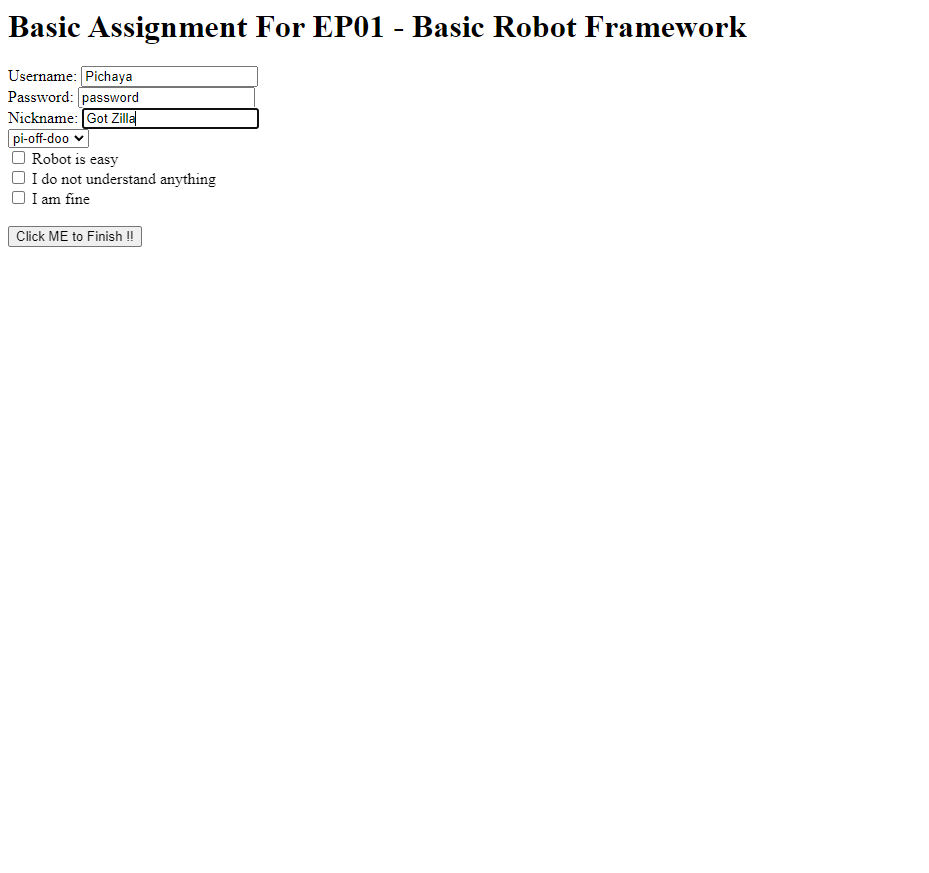 Basic Assignment For EP01 - Basic Robot Framework
Username: Pichaya
Password: password
Nickname: Got Zilla
pi-off-doo
Robot is easy
I do not understand anything
I am fine
Click ME to Finish !!